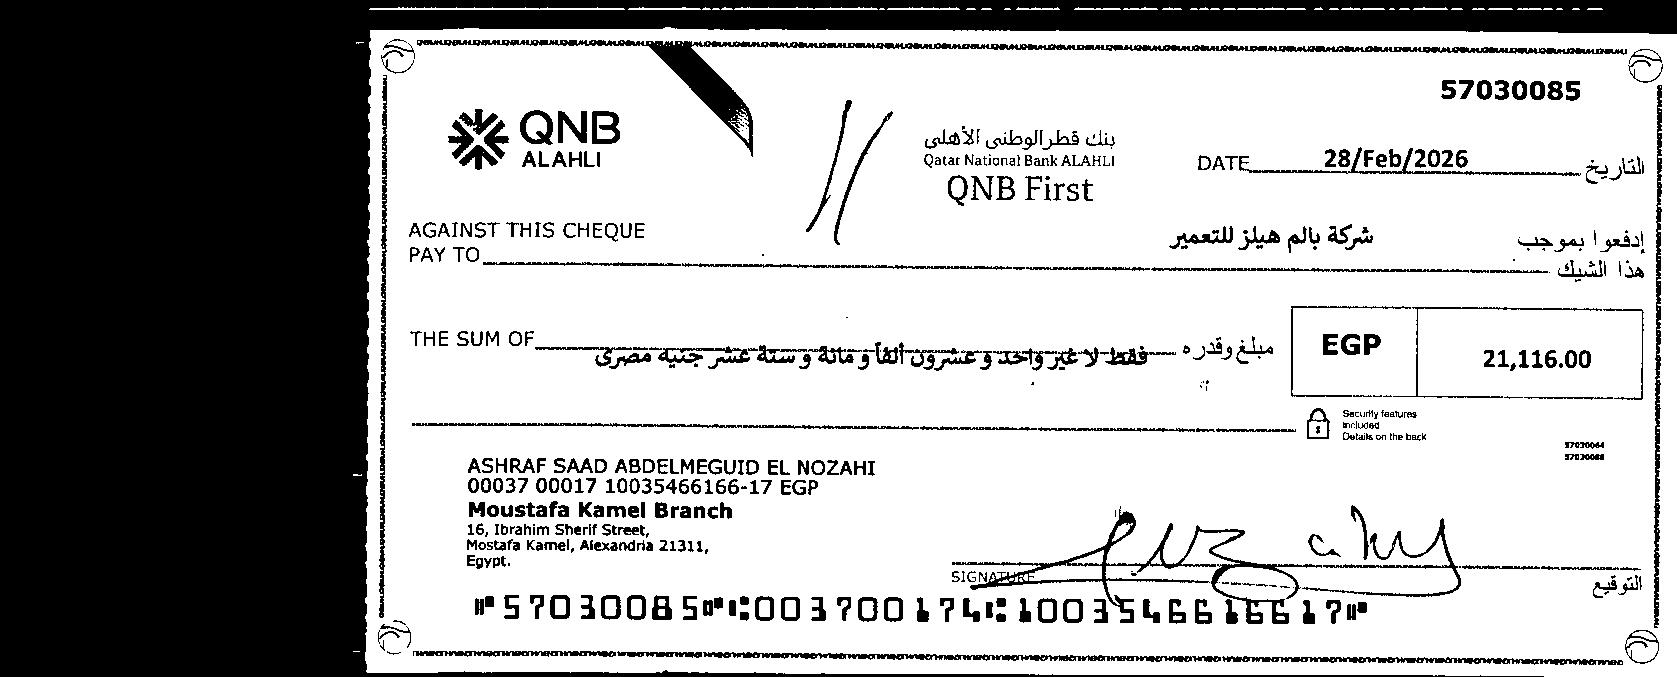 57030085
QNB
ALAHLI
بنك قطر الوطنى الأهلى
Qatar National Bank ALAHLI
QNB First
DATE 28/Feb/2026 التاريخ
AGAINST THIS CHEQUE
PAY TO
شركة بالم هيلز للتعمير
إدفعوا بموجب
هذا الشيك
THE SUM OF
فقط لا غير واحد و عشرون ألفاً و مائة و ستة عشر جنيه مصرى
مبلغ وقدره
EGP 21,116.00
Security features
included
Details on the back
57030064
57030088
ASHRAF SAAD ABDELMEGUID EL NOZAHI
00037 00017 10035466166-17 EGP
Moustafa Kamel Branch
16, Ibrahim Sherif Street,
Mostafa Kamel, Alexandria 21311,
Egypt.
SIGNATURE التوقيع
⑈57030085⑈⑆003700174⑆1003546616617⑈